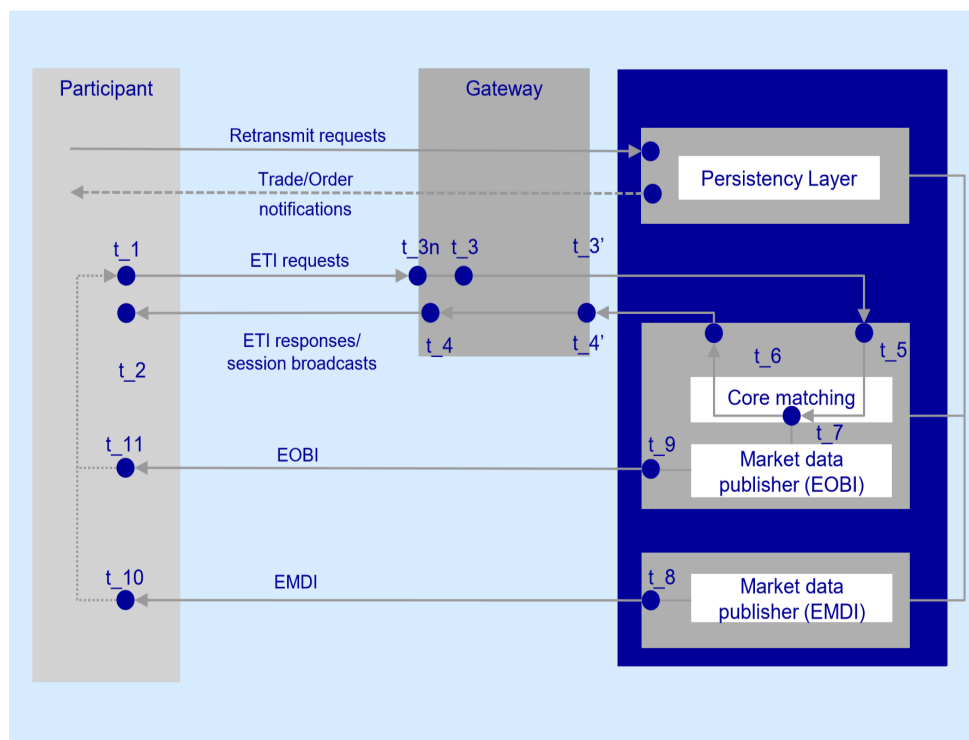 Participant
Gateway
Retransmit requests
Persistency Layer
Trade/Order
notifications
t_1
t_3n
t_3
t_3’
ETI requests
ETI responses/
session broadcasts
t_4
t_4’
t_6
t_5
t_2
Core matching
t_7
t_11
EOBI
t_9
Market data
publisher (EOBI)
t_10
EMDI
t_8
Market data
publisher (EMDI)